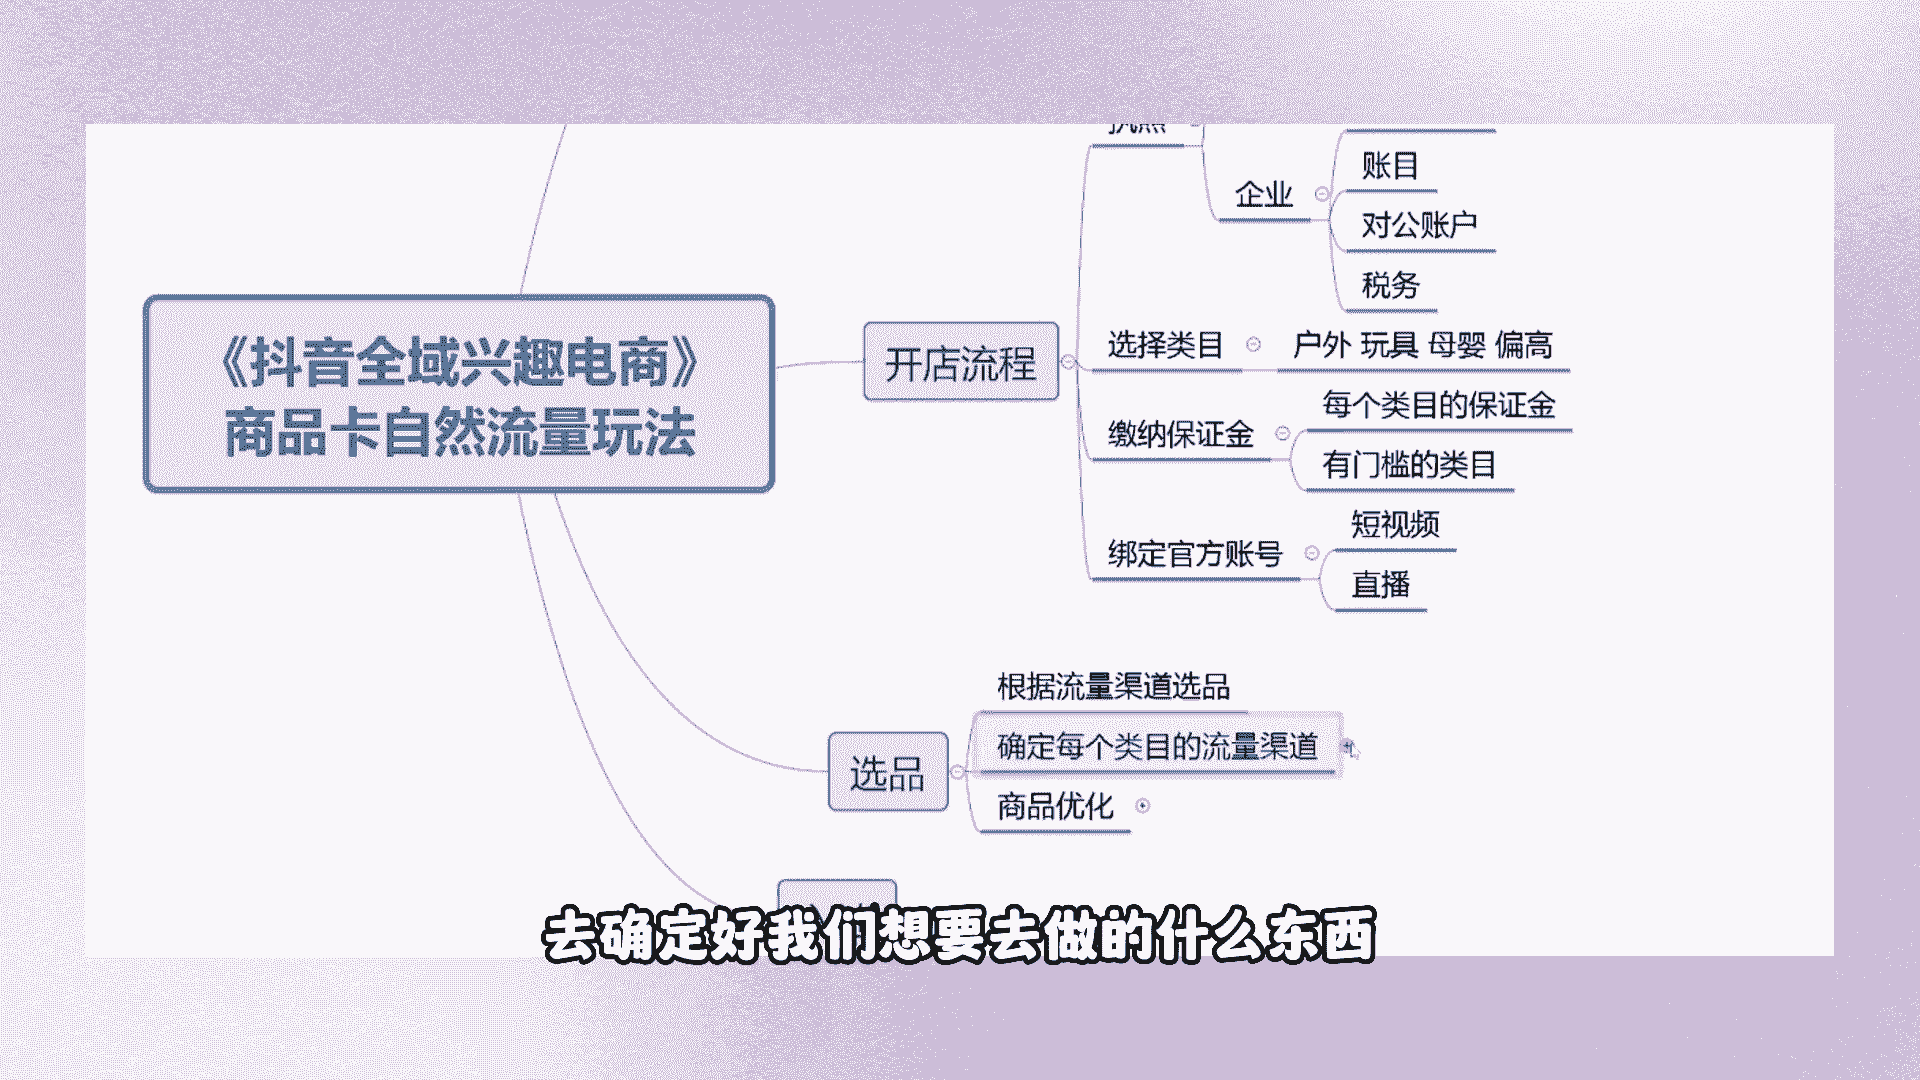 企业
账目
对公账户
税务
《抖音全域兴趣电商》
商品卡自然流量玩法
开店流程
选择类目
户外 玩具 母婴 偏高
缴纳保证金
每个类目的保证金
有门槛的类目
绑定官方账号
短视频
直播
选品
根据流量渠道选品
确定每个类目的流量渠道
商品优化
去确定好我们想要去做的什么东西